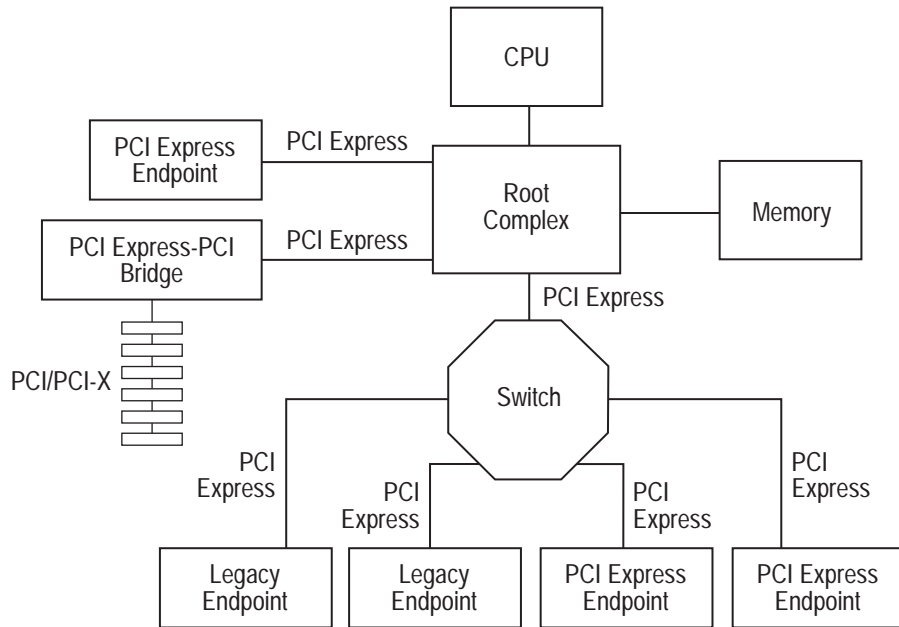 CPU
PCI Express
Endpoint
PCI Express
Root
Complex
Memory
PCI Express-PCI
Bridge
PCI Express
PCI Express
PCI/PCI-X
Switch
PCI
Express
PCI
Express
PCI
Express
PCI
Express
Legacy
Endpoint
Legacy
Endpoint
PCI Express
Endpoint
PCI Express
Endpoint